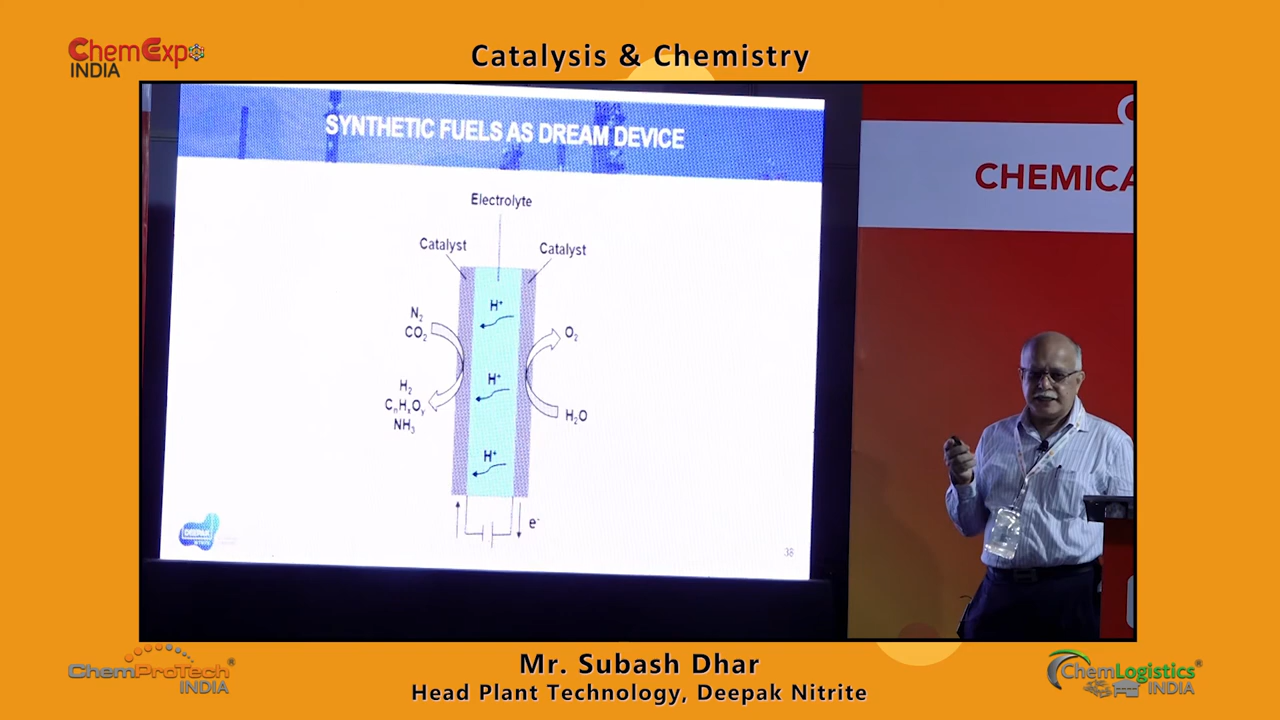 ChemExpo
INDIA
Catalysis & Chemistry
SYNTHETIC FUELS AS DREAM DEVICE
Electrolyte
Catalyst
Catalyst
H⁺
N₂
CO₂
O₂
H⁺
H₂
CₙHₓOᵧ
NH₃
H₂O
H⁺
e⁻
38
CHEMICA
ChemProTech®
INDIA
Mr. Subash Dhar
Head Plant Technology, Deepak Nitrite
ChemLogistics®
INDIA